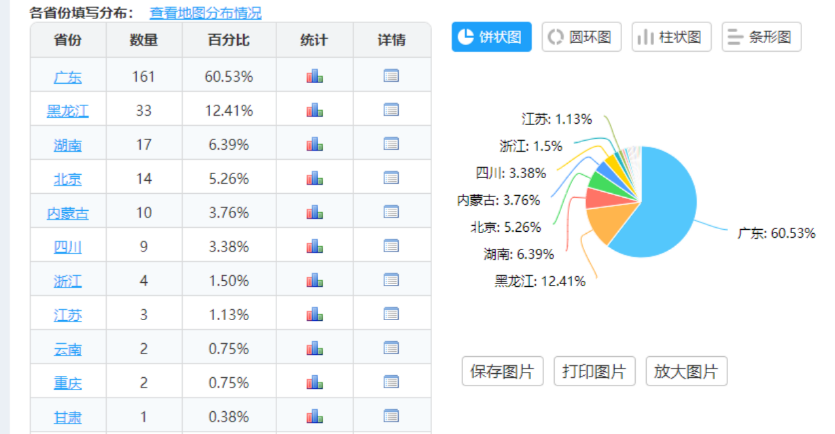 各省份填写分布： 查看地图分布情况
省份 数量 百分比 统计 详情
广东 161 60.53%
黑龙江 33 12.41%
湖南 17 6.39%
北京 14 5.26%
内蒙古 10 3.76%
四川 9 3.38%
浙江 4 1.50%
江苏 3 1.13%
云南 2 0.75%
重庆 2 0.75%
甘肃 1 0.38%
饼状图 圆环图 柱状图 条形图
江苏: 1.13%
浙江: 1.5%
四川: 3.38%
内蒙古: 3.76%
北京: 5.26%
湖南: 6.39%
黑龙江: 12.41%
广东: 60.53%
保存图片 打印图片 放大图片